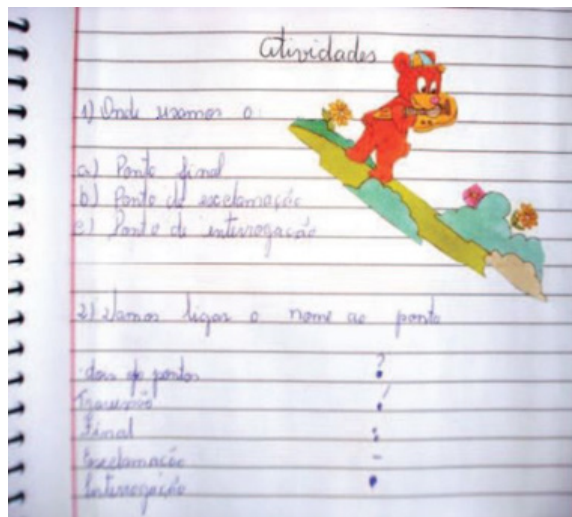 Atividades
1) Onde usamos o:
a) Ponto final
b) Ponto de exclamação
c) Ponto de interrogação
2) Vamos ligar o nome ao ponto
dois pontos ?
Travessão !
Final :
Exclamação -
Interrogação .